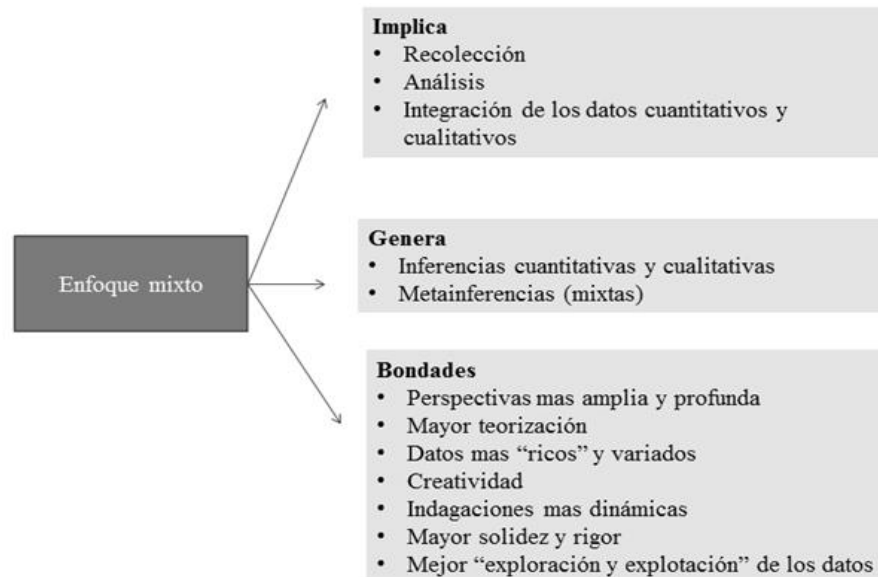 Enfoque mixto
Implica
• Recolección
• Análisis
• Integración de los datos cuantitativos y
cualitativos
Genera
• Inferencias cuantitativas y cualitativas
• Metainferencias (mixtas)
Bondades
• Perspectivas mas amplia y profunda
• Mayor teorización
• Datos mas “ricos” y variados
• Creatividad
• Indagaciones mas dinámicas
• Mayor solidez y rigor
• Mejor “exploración y explotación” de los datos